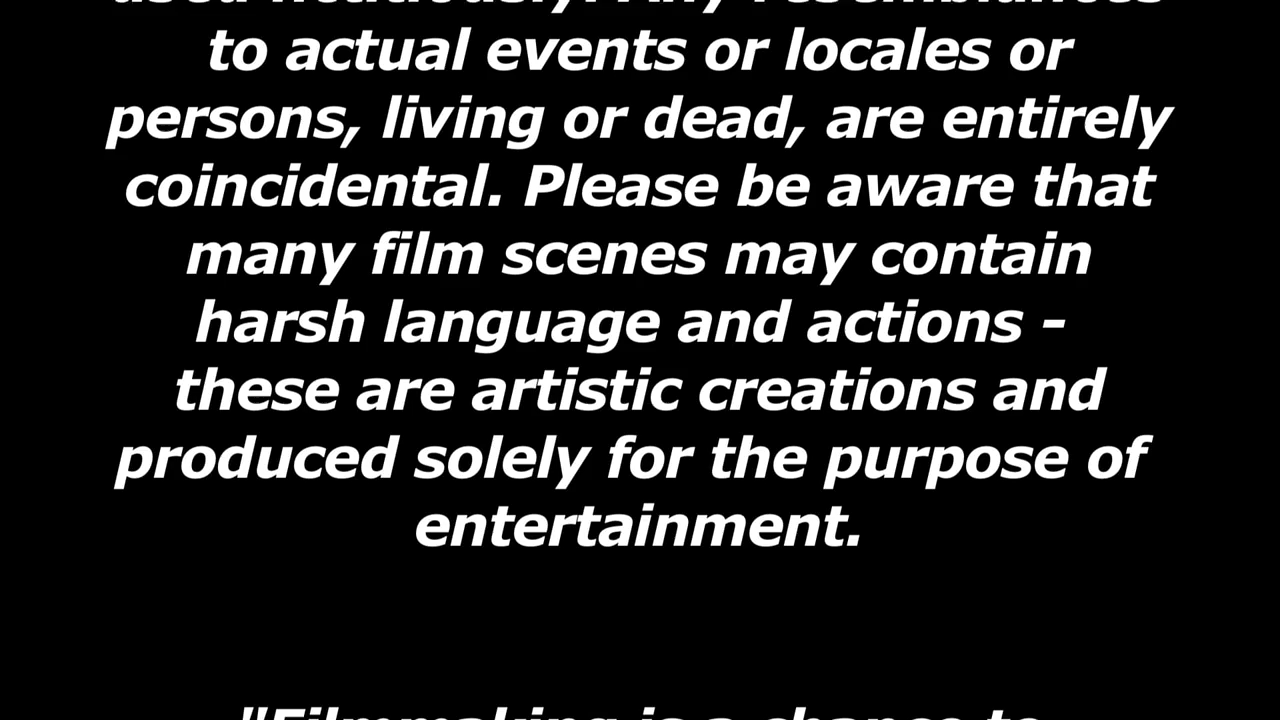 used fictitiously. Any resemblances
to actual events or locales or
persons, living or dead, are entirely
coincidental. Please be aware that
many film scenes may contain
harsh language and actions -
these are artistic creations and
produced solely for the purpose of
entertainment.
"Filmmaking is a chance to